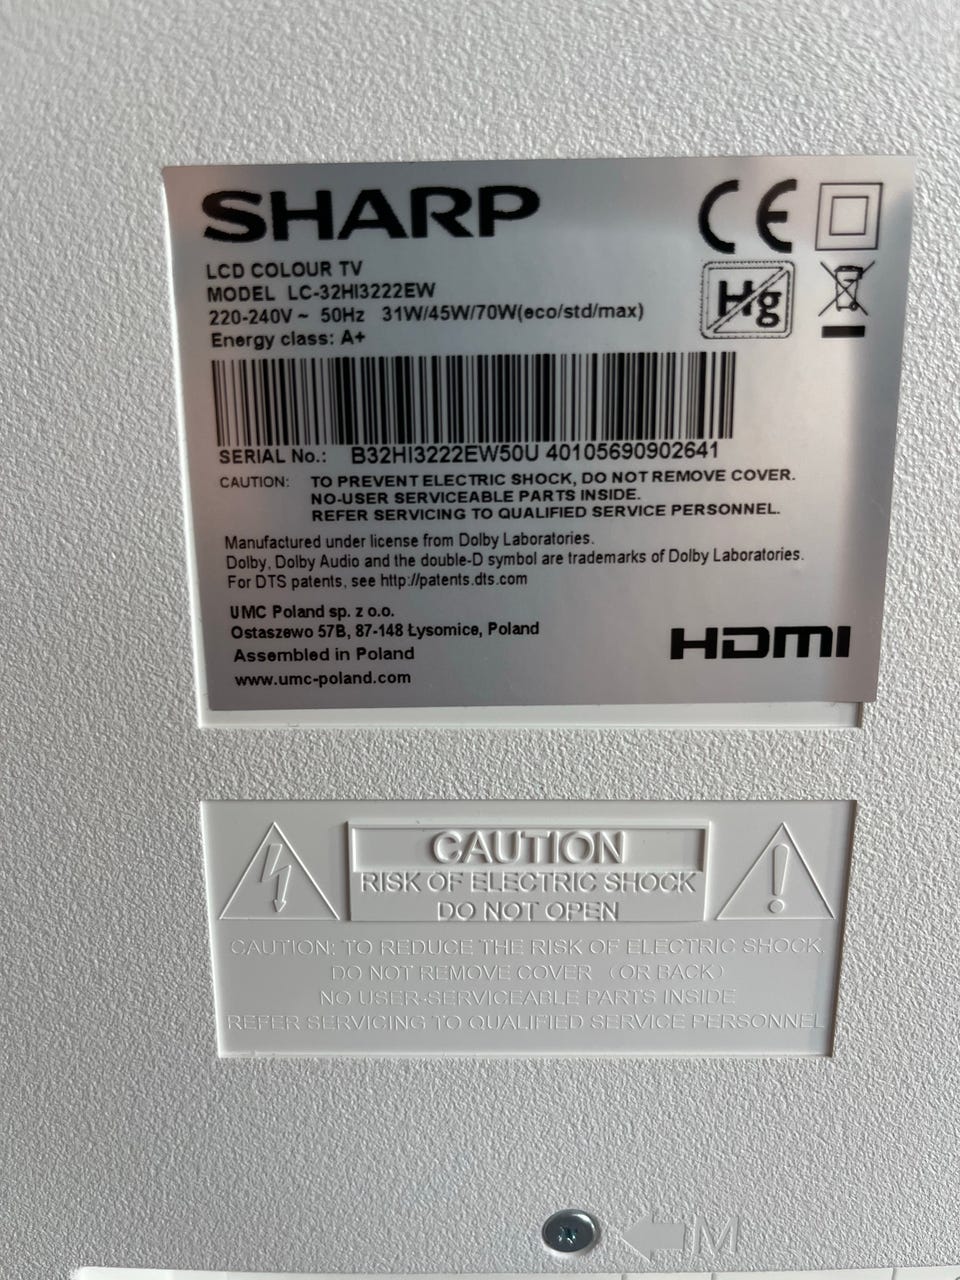 SHARP
CE
LCD COLOUR TV
MODEL LC-32HI3222EW
Hg
220-240V ~ 50Hz 31W/45W/70W(eco/std/max)
Energy class: A+
SERIAL No.: B32HI3222EW50U 40105690902641
CAUTION: TO PREVENT ELECTRIC SHOCK, DO NOT REMOVE COVER.
NO-USER SERVICEABLE PARTS INSIDE.
REFER SERVICING TO QUALIFIED SERVICE PERSONNEL.
Manufactured under license from Dolby Laboratories.
Dolby, Dolby Audio and the double-D symbol are trademarks of Dolby Laboratories.
For DTS patents, see http://patents.dts.com
UMC Poland sp. z o.o.
Ostaszewo 57B, 87-148 Łysomice, Poland
Assembled in Poland
www.umc-poland.com
HDMI
CAUTION
RISK OF ELECTRIC SHOCK
DO NOT OPEN
CAUTION: TO REDUCE THE RISK OF ELECTRIC SHOCK,
DO NOT REMOVE COVER (OR BACK)
NO USER-SERVICEABLE PARTS INSIDE
REFER SERVICING TO QUALIFIED SERVICE PERSONNEL
M